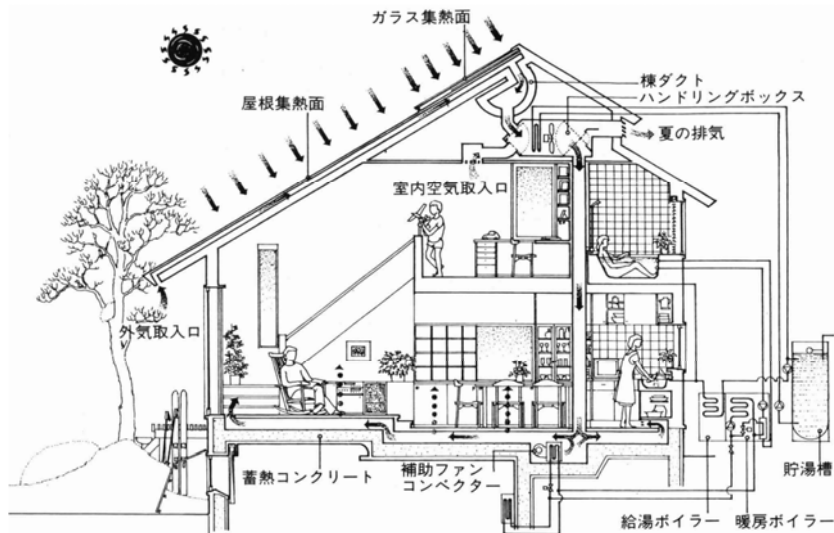 ガラス集熱面
棟ダクト
ハンドリングボックス
屋根集熱面
夏の排気
室内空気取入口
外気取入口
蓄熱コンクリート
補助ファン
コンベクター
貯湯槽
給湯ボイラー
暖房ボイラー